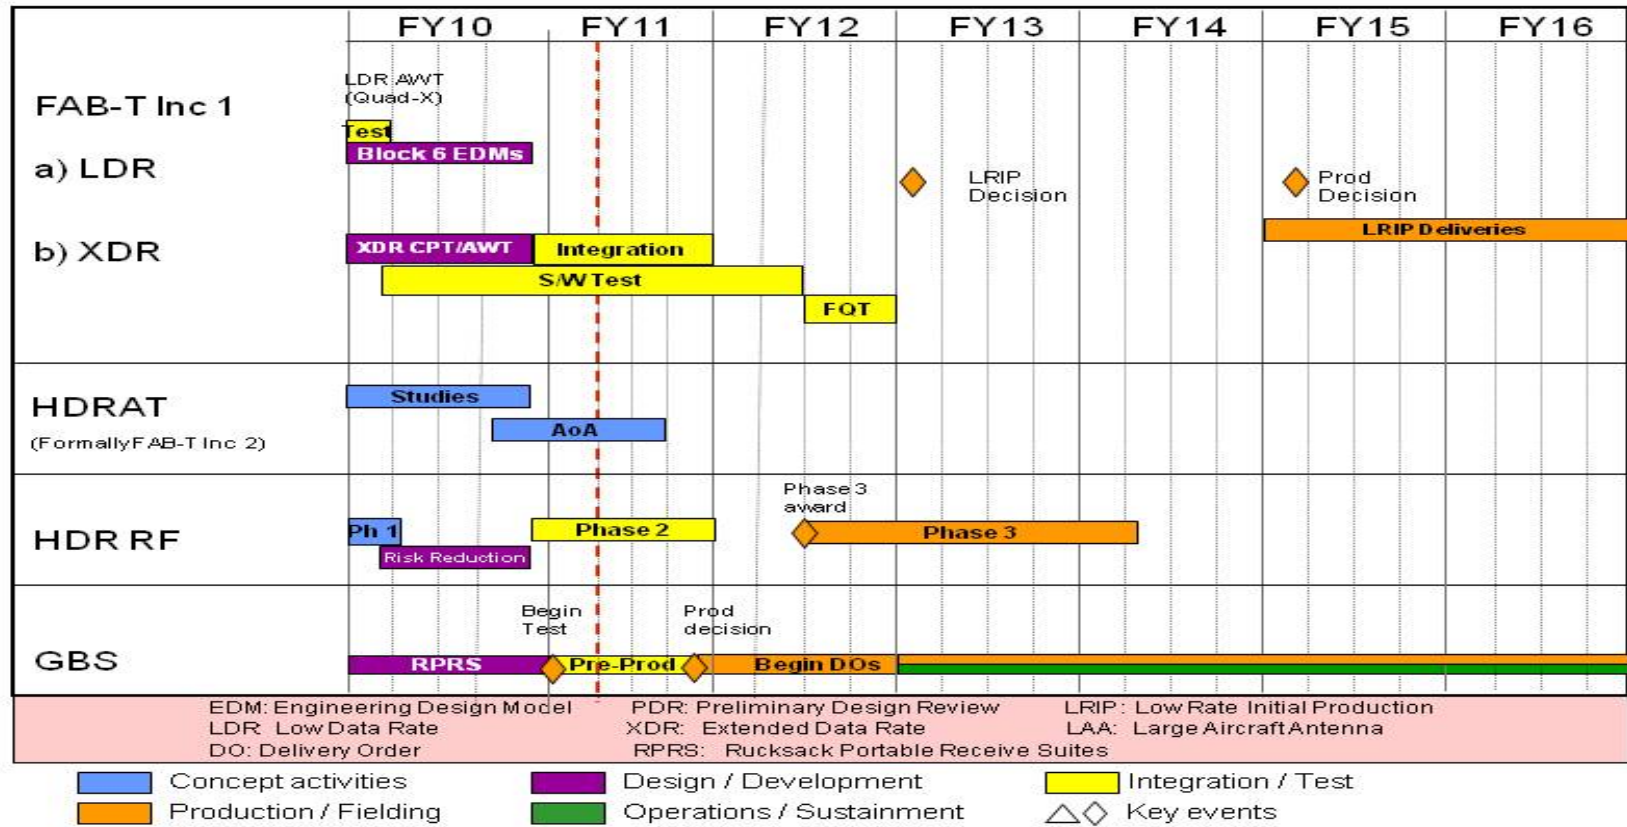 FY10 FY11 FY12 FY13 FY14 FY15 FY16
FAB-T Inc 1
LDR AWT
(Quad-X)
Test
Block 6 EDMs
a) LDR
LRIP
Decision
Prod
Decision
LRIP Deliveries
b) XDR
XDR CPT/AWT
Integration
S/W Test
FQT
HDRAT
(Formally FAB-T Inc 2)
Studies
AoA
HDR RF
Ph 1
Risk Reduction
Phase 2
Phase 3
award
Phase 3
GBS
Begin
Test
Prod
decision
RPRS
Pre-Prod
Begin DOs
EDM: Engineering Design Model PDR: Preliminary Design Review LRIP: Low Rate Initial Production
LDR: Low Data Rate XDR: Extended Data Rate LAA: Large Aircraft Antenna
DO: Delivery Order RPRS: Rucksack Portable Receive Suites
Concept activities Design / Development Integration / Test
Production / Fielding Operations / Sustainment Key events